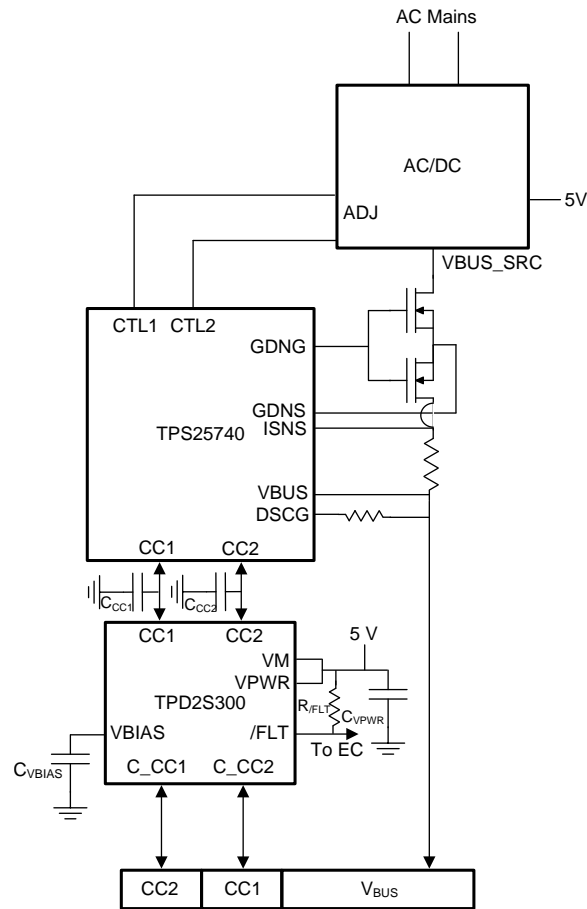 AC Mains
AC/DC
5V
ADJ
VBUS_SRC
CTL1 CTL2
GDNG
GDNS
ISNS
TPS25740
VBUS
DSCG
CC1 CC2
CCC1 CCC2
CC1 CC2
VM
5 V
VPWR
TPD2S300
R/FLT
CVPWR
VBIAS
/FLT
To EC
CVBIAS
C_CC1 C_CC2
CC2 CC1 VBUS